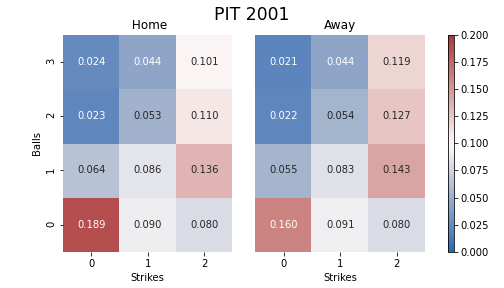 PIT 2001
Home Away
3 0.024 0.044 0.101 0.021 0.044 0.119
2 0.023 0.053 0.110 0.022 0.054 0.127
1 0.064 0.086 0.136 0.055 0.083 0.143
0 0.189 0.090 0.080 0.160 0.091 0.080
0 1 2 0 1 2
Strikes Strikes
Balls
0.200
0.175
0.150
0.125
0.100
0.075
0.050
0.025
0.000